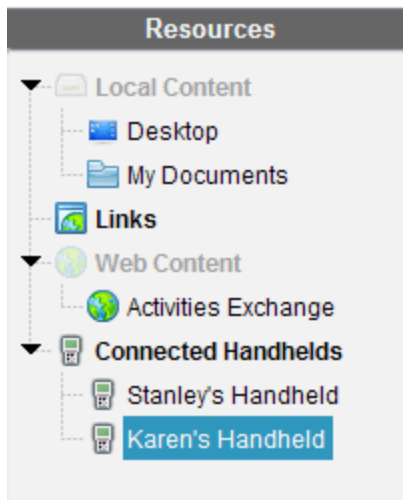 Resources
Local Content
Desktop
My Documents
Links
Web Content
Activities Exchange
Connected Handhelds
Stanley's Handheld
Karen's Handheld